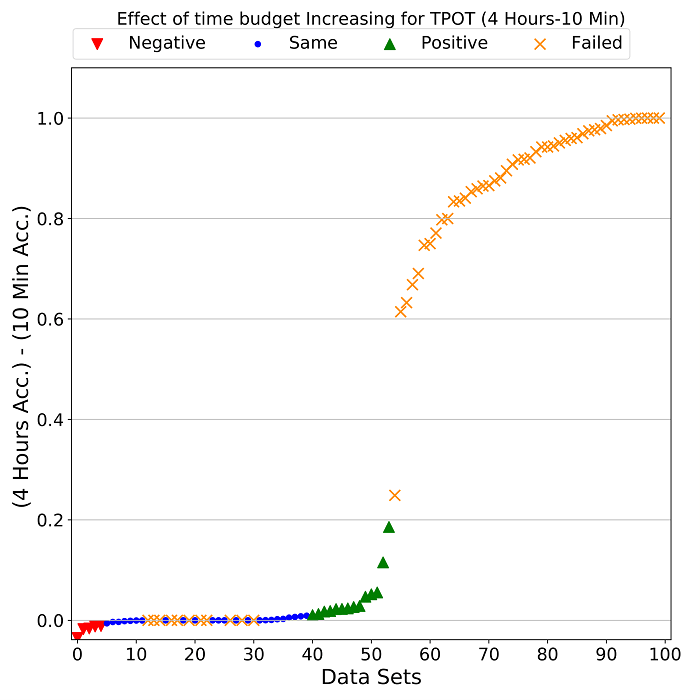 Effect of time budget Increasing for TPOT (4 Hours-10 Min)
Negative Same Positive Failed
(4 Hours Acc.) - (10 Min Acc.)
1.0
0.8
0.6
0.4
0.2
0.0
0 10 20 30 40 50 60 70 80 90 100
Data Sets